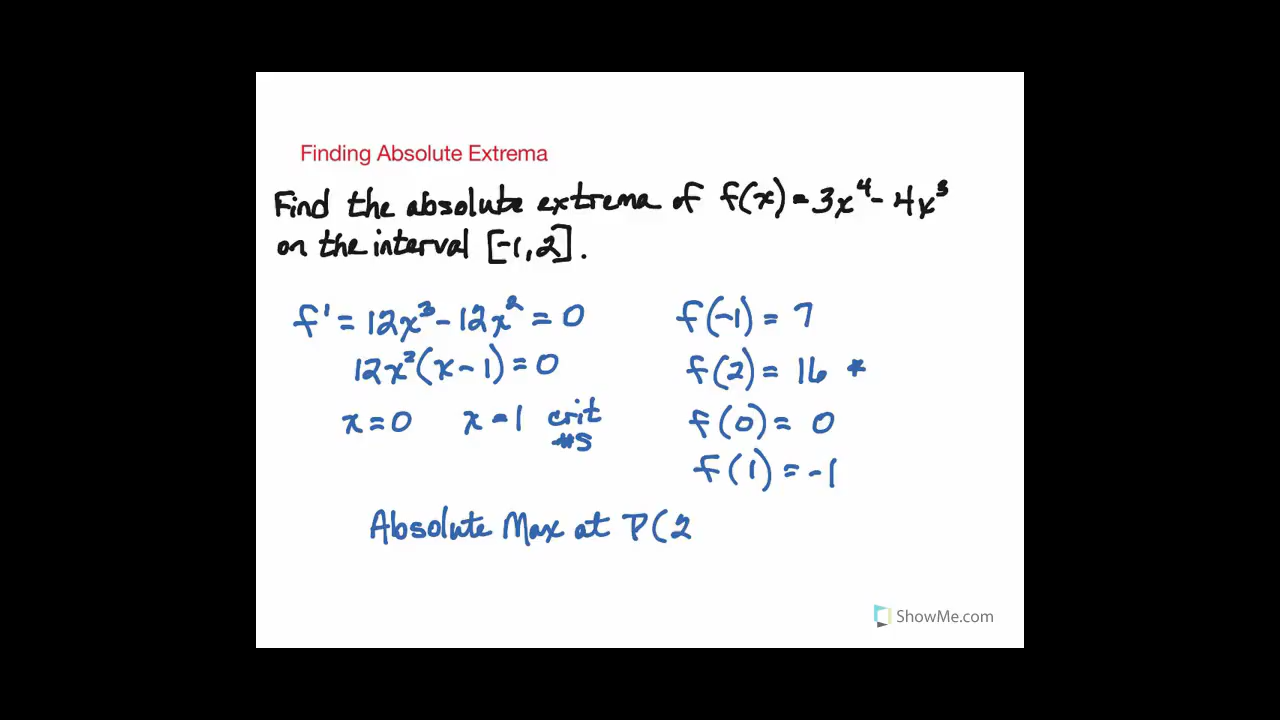 Finding Absolute Extrema
Find the absolute extrema of f(x) = 3x⁴ - 4x³
on the interval [-1, 2].
f' = 12x³ - 12x² = 0
12x²(x - 1) = 0
x = 0 x = 1 crit
#s
f(-1) = 7
f(2) = 16 *
f(0) = 0
f(1) = -1
Absolute Max at P(2
ShowMe.com